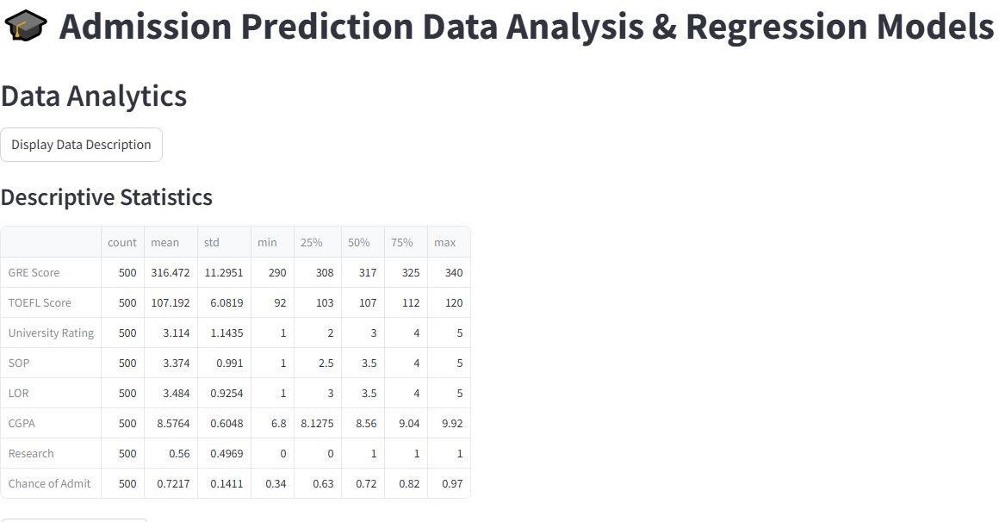 🎓 Admission Prediction Data Analysis & Regression Models
Data Analytics
Display Data Description
Descriptive Statistics
count mean std min 25% 50% 75% max
GRE Score 500 316.472 11.2951 290 308 317 325 340
TOEFL Score 500 107.192 6.0819 92 103 107 112 120
University Rating 500 3.114 1.1435 1 2 3 4 5
SOP 500 3.374 0.991 1 2.5 3.5 4 5
LOR 500 3.484 0.9254 1 3 3.5 4 5
CGPA 500 8.5764 0.6048 6.8 8.1275 8.56 9.04 9.92
Research 500 0.56 0.4969 0 0 1 1 1
Chance of Admit 500 0.7217 0.1411 0.34 0.63 0.72 0.82 0.97